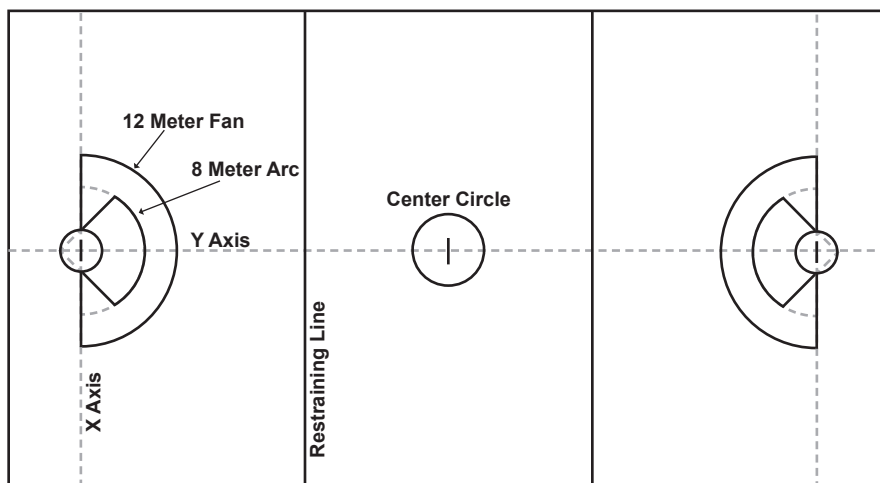 12 Meter Fan
8 Meter Arc
Center Circle
Y Axis
X Axis
Restraining Line